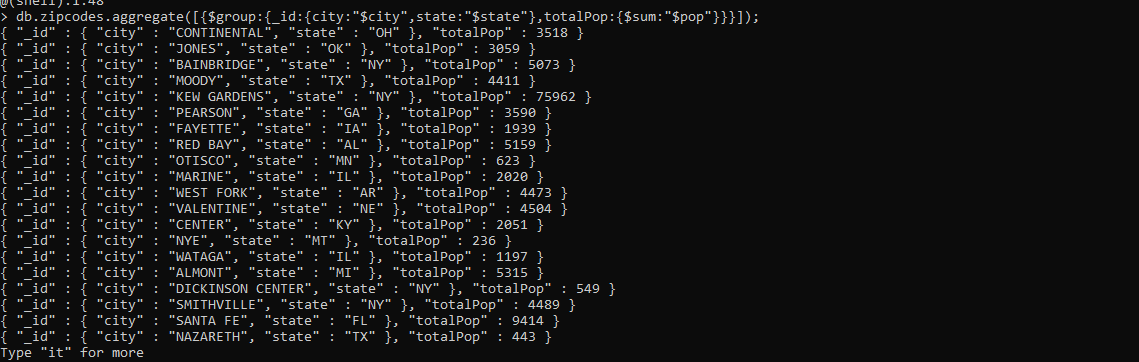 @(shell):1:48
> db.zipcodes.aggregate([{$group:{_id:{city:"$city",state:"$state"},totalPop:{$sum:"$pop"}}}]);
{ "_id" : { "city" : "CONTINENTAL", "state" : "OH" }, "totalPop" : 3518 }
{ "_id" : { "city" : "JONES", "state" : "OK" }, "totalPop" : 3059 }
{ "_id" : { "city" : "BAINBRIDGE", "state" : "NY" }, "totalPop" : 5073 }
{ "_id" : { "city" : "MOODY", "state" : "TX" }, "totalPop" : 4411 }
{ "_id" : { "city" : "KEW GARDENS", "state" : "NY" }, "totalPop" : 75962 }
{ "_id" : { "city" : "PEARSON", "state" : "GA" }, "totalPop" : 3590 }
{ "_id" : { "city" : "FAYETTE", "state" : "IA" }, "totalPop" : 1939 }
{ "_id" : { "city" : "RED BAY", "state" : "AL" }, "totalPop" : 5159 }
{ "_id" : { "city" : "OTISCO", "state" : "MN" }, "totalPop" : 623 }
{ "_id" : { "city" : "MARINE", "state" : "IL" }, "totalPop" : 2020 }
{ "_id" : { "city" : "WEST FORK", "state" : "AR" }, "totalPop" : 4473 }
{ "_id" : { "city" : "VALENTINE", "state" : "NE" }, "totalPop" : 4504 }
{ "_id" : { "city" : "CENTER", "state" : "KY" }, "totalPop" : 2051 }
{ "_id" : { "city" : "NYE", "state" : "MT" }, "totalPop" : 236 }
{ "_id" : { "city" : "WATAGA", "state" : "IL" }, "totalPop" : 1197 }
{ "_id" : { "city" : "ALMONT", "state" : "MI" }, "totalPop" : 5315 }
{ "_id" : { "city" : "DICKINSON CENTER", "state" : "NY" }, "totalPop" : 549 }
{ "_id" : { "city" : "SMITHVILLE", "state" : "NY" }, "totalPop" : 4489 }
{ "_id" : { "city" : "SANTA FE", "state" : "FL" }, "totalPop" : 9414 }
{ "_id" : { "city" : "NAZARETH", "state" : "TX" }, "totalPop" : 443 }
Type "it" for more